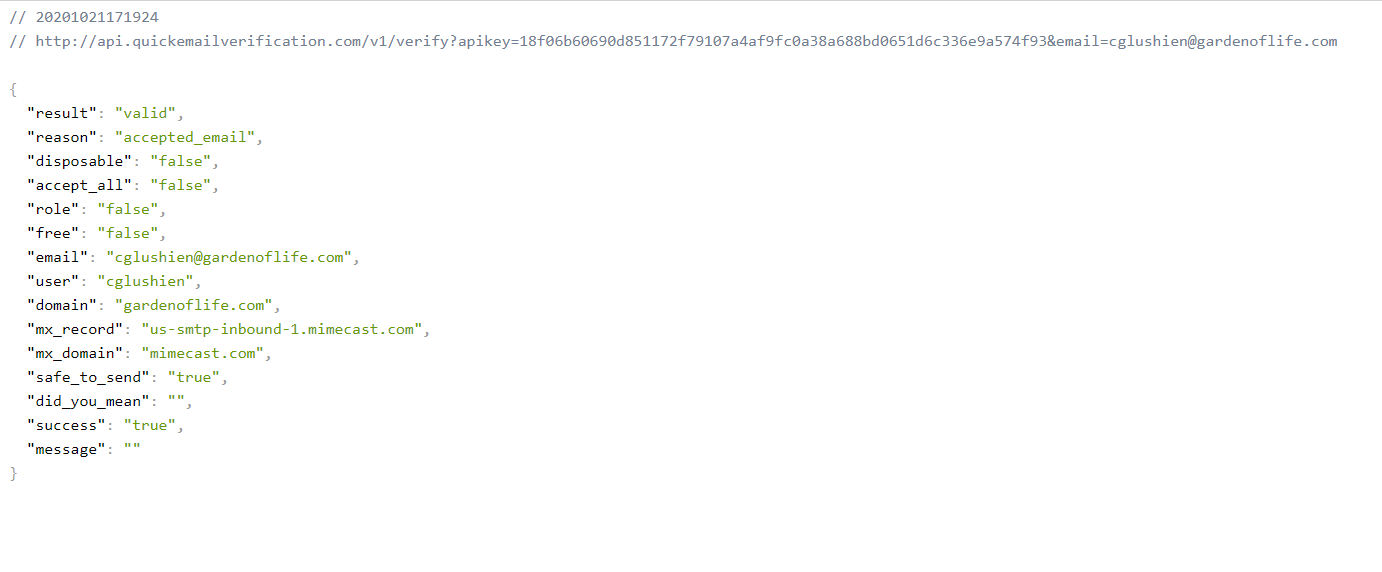 // 20201021171924
// http://api.quickemailverification.com/v1/verify?apikey=18f06b60690d851172f79107a4af9fc0a38a688bd0651d6c336e9a574f93&email=cglushien@gardenoflife.com
{
"result": "valid",
"reason": "accepted_email",
"disposable": "false",
"accept_all": "false",
"role": "false",
"free": "false",
"email": "cglushien@gardenoflife.com",
"user": "cglushien",
"domain": "gardenoflife.com",
"mx_record": "us-smtp-inbound-1.mimecast.com",
"mx_domain": "mimecast.com",
"safe_to_send": "true",
"did_you_mean": "",
"success": "true",
"message": ""
}